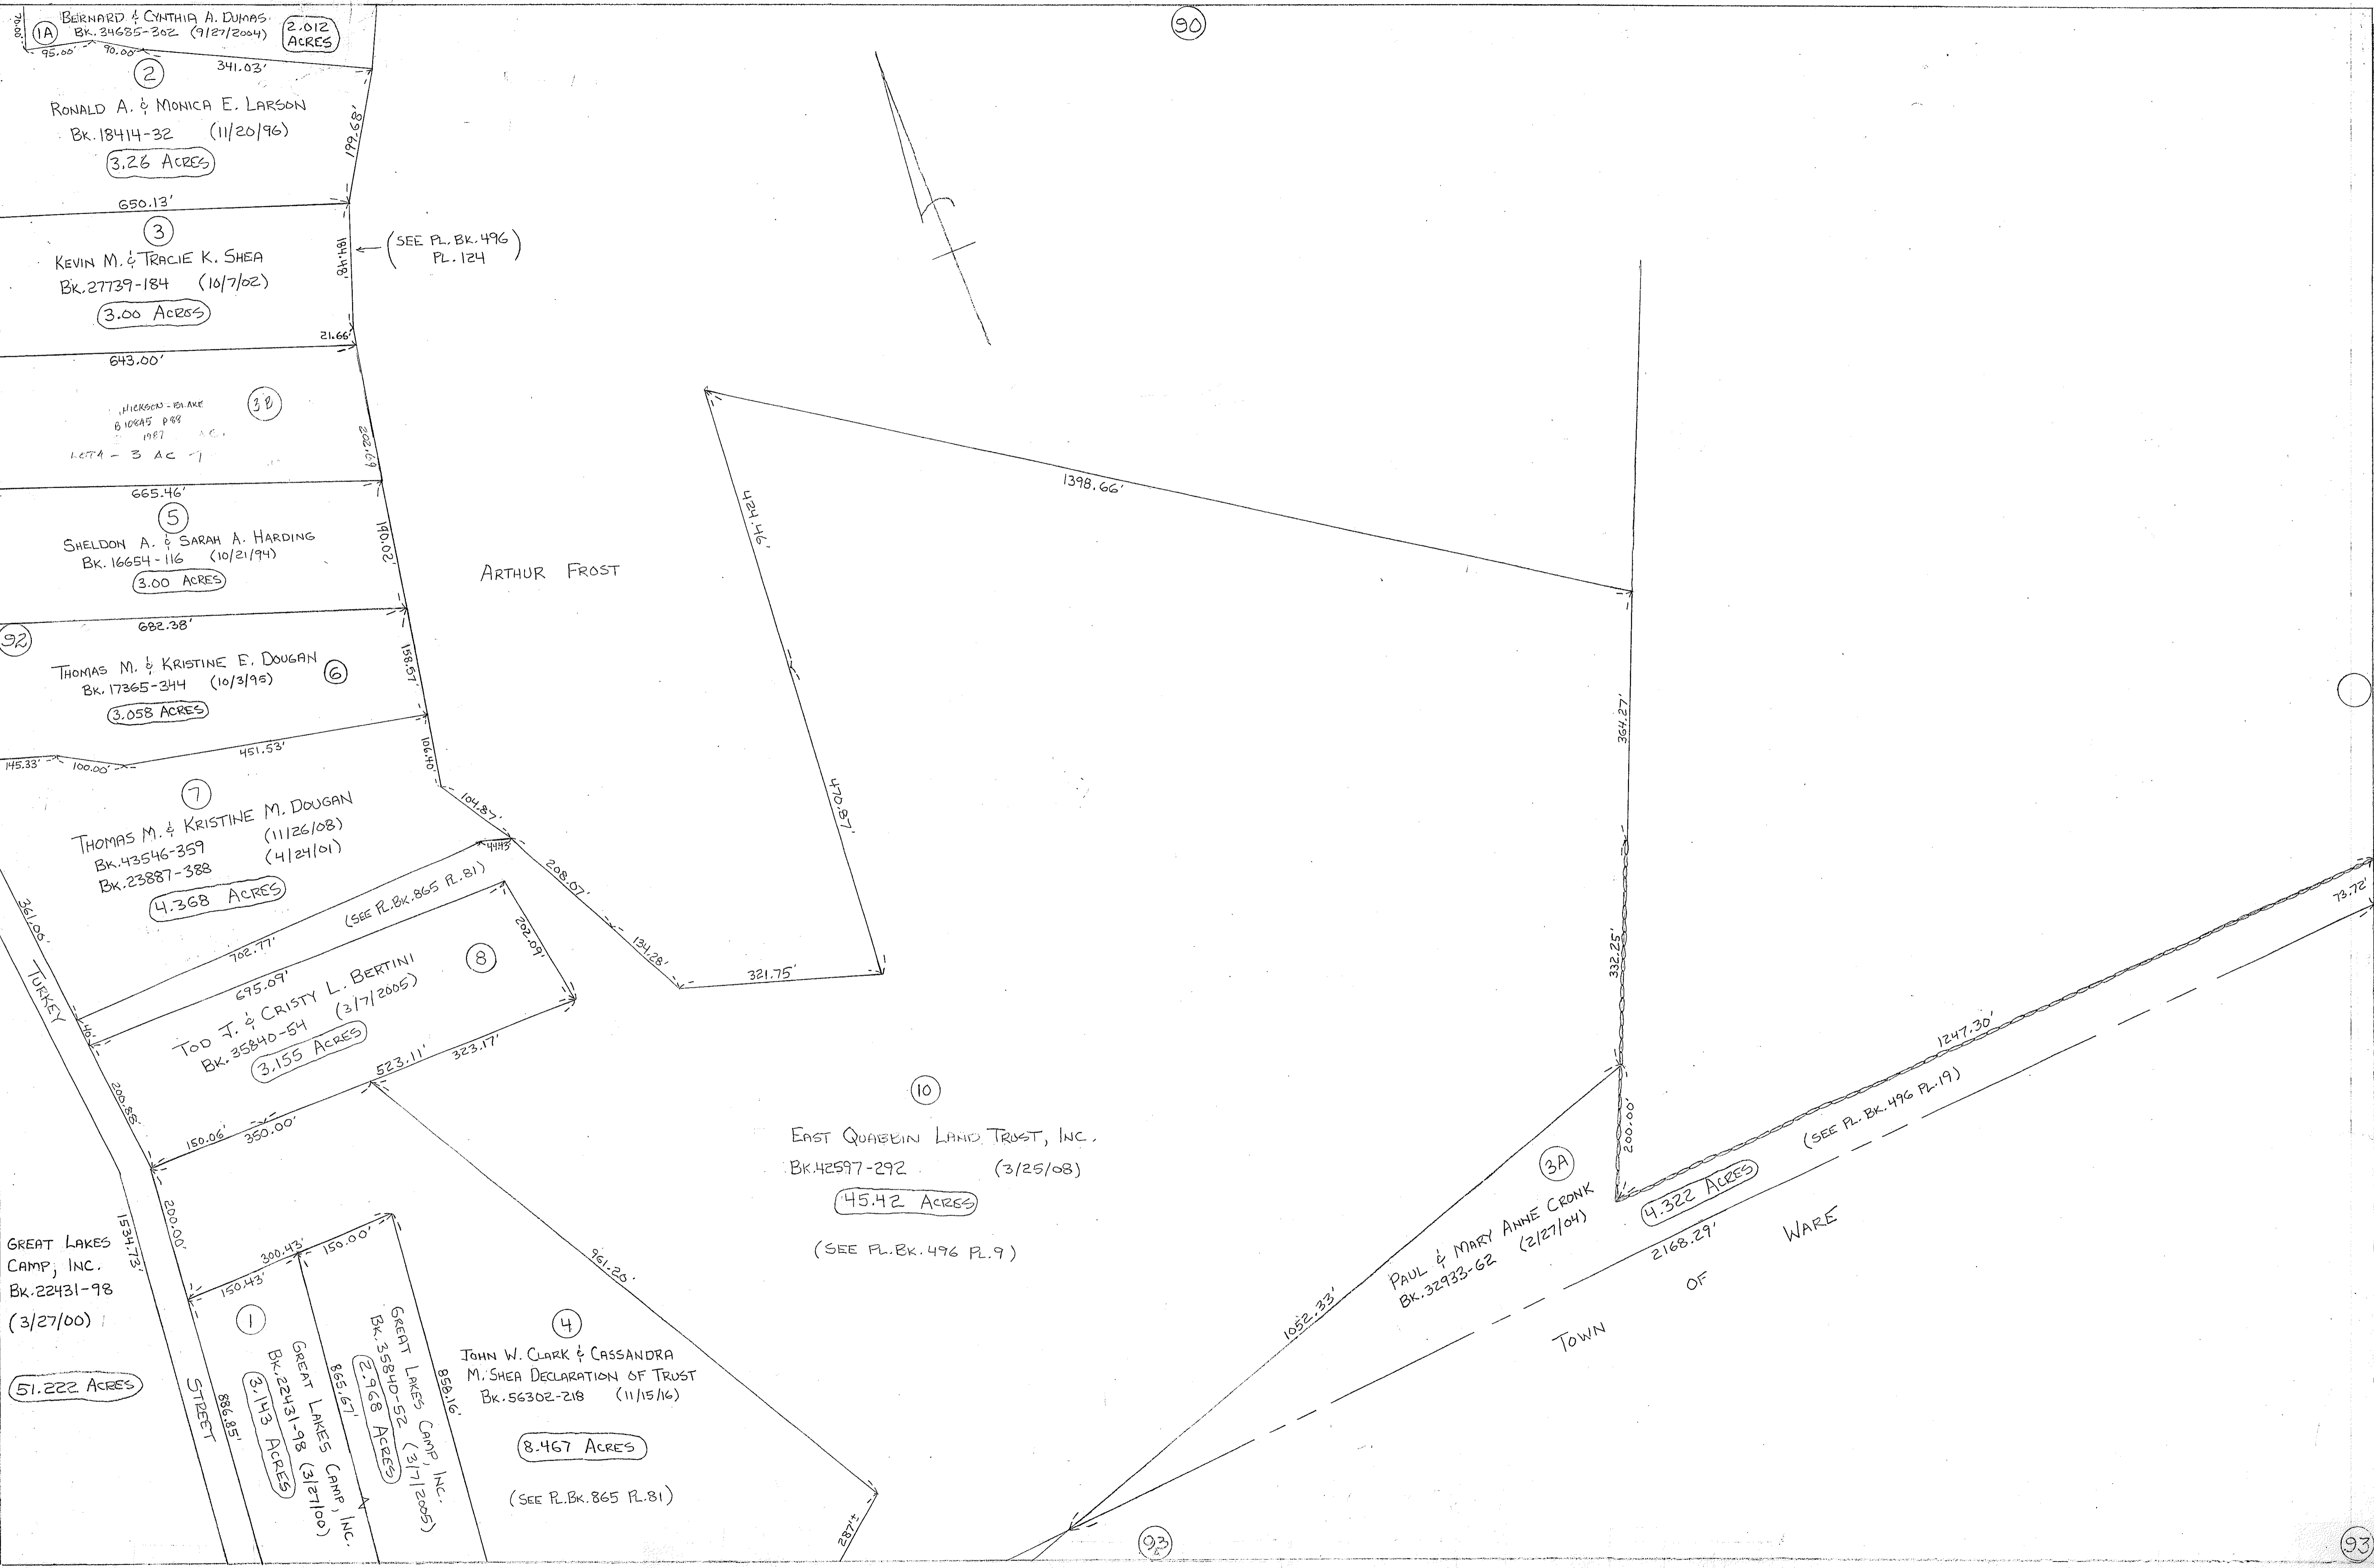 70.00'
1A
BERNARD & CYNTHIA A. DUMAS
BK. 34685-302 (9/27/2004)
2.012
ACRES
90
95.00' 90.00'
341.03'
2
RONALD A. & MONICA E. LARSON
BK. 18414-32 (11/20/96)
3.26 ACRES
199.68'
650.13'
3
KEVIN M. & TRACIE K. SHEA
BK. 27739-184 (10/7/02)
3.00 ACRES
184.48'
(SEE PL. BK. 496
PL. 124)
21.66'
643.00'
HICKSON-BLAKE
B 10845 P 88
1987
3 AC
202.69
665.46'
5
SHELDON A. & SARAH A. HARDING
BK. 16654-116 (10/21/94)
3.00 ACRES
190.02'
ARTHUR FROST
424.46'
1398.66'
92
682.38'
THOMAS M. & KRISTINE E. DOUGAN
BK. 17365-344 (10/3/95)
6
3.058 ACRES
158.57'
451.53'
145.33'
100.00'
106.40'
7
THOMAS M. & KRISTINE M. DOUGAN
BK. 43546-359 (11/26/08)
BK. 23887-388 (4/24/01)
4.368 ACRES
104.87'
44.43'
208.07'
134.28'
321.75'
470.87'
364.27'
332.25'
361.00'
TURKEY
702.77'
(SEE PL. BK. 865 PL. 81)
695.09'
202.09'
8
TOD J. & CRISTY L. BERTINI
BK. 35840-54 (3/7/2005)
3.155 ACRES
40'
200.88'
523.11'
323.17'
150.06'
350.00'
10
EAST QUABBIN LAND TRUST, INC.
BK. 42597-292 (3/25/08)
45.42 ACRES
(SEE PL. BK. 496 PL. 9)
73.72'
1247.30'
(SEE PL. BK. 496 PL. 19)
200.00'
3A
PAUL & MARY ANNE CRONK
BK. 32933-62 (2/27/04)
4.322 ACRES
2168.29'
TOWN OF WARE
1052.33'
GREAT LAKES
CAMP, INC.
BK. 22431-98
(3/27/00)
51.222 ACRES
1534.73'
200.00'
STREET
886.85'
300.43'
150.43'
150.00'
1
GREAT LAKES CAMP, INC.
BK. 22431-98 (3/27/00)
3.143 ACRES
865.67'
GREAT LAKES CAMP, INC.
BK. 35840-52 (3/7/2005)
2.968 ACRES
858.16'
961.20'
4
JOHN W. CLARK & CASSANDRA
M. SHEA DECLARATION OF TRUST
BK. 56302-218 (11/15/16)
8.467 ACRES
(SEE PL. BK. 865 PL. 81)
287'±
93
93